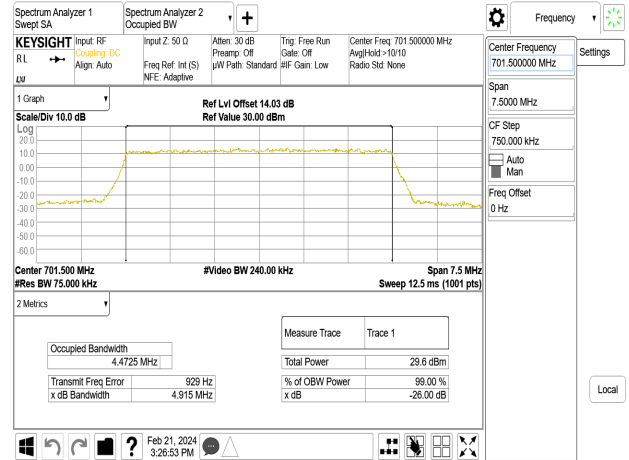 Spectrum Analyzer 1
Swept SA
Spectrum Analyzer 2
Occupied BW
Frequency
KEYSIGHT
Input: RF
Coupling: DC
Align: Auto
Input Z: 50 Ω
Freq Ref: Int (S)
NFE: Adaptive
Atten: 30 dB
Preamp: Off
µW Path: Standard
Trig: Free Run
Gate: Off
#IF Gain: Low
Center Freq: 701.500000 MHz
Avg|Hold:>10/10
Radio Std: None
R L
LXI
Center Frequency
701.500000 MHz
Settings
Span
7.5000 MHz
CF Step
750.000 kHz
Auto
Man
Freq Offset
0 Hz
Local
1 Graph
Scale/Div 10.0 dB
Ref Lvl Offset 14.03 dB
Ref Value 30.00 dBm
Log
20.0
10.0
0.00
-10.0
-20.0
-30.0
-40.0
-50.0
-60.0
Center 701.500 MHz
#Res BW 75.000 kHz
#Video BW 240.00 kHz
Span 7.5 MHz
Sweep 12.5 ms (1001 pts)
2 Metrics
Measure Trace Trace 1
Occupied Bandwidth
4.4725 MHz
Total Power 29.6 dBm
Transmit Freq Error 929 Hz
% of OBW Power 99.00 %
x dB Bandwidth 4.915 MHz
x dB -26.00 dB
?
Feb 21, 2024
3:26:53 PM